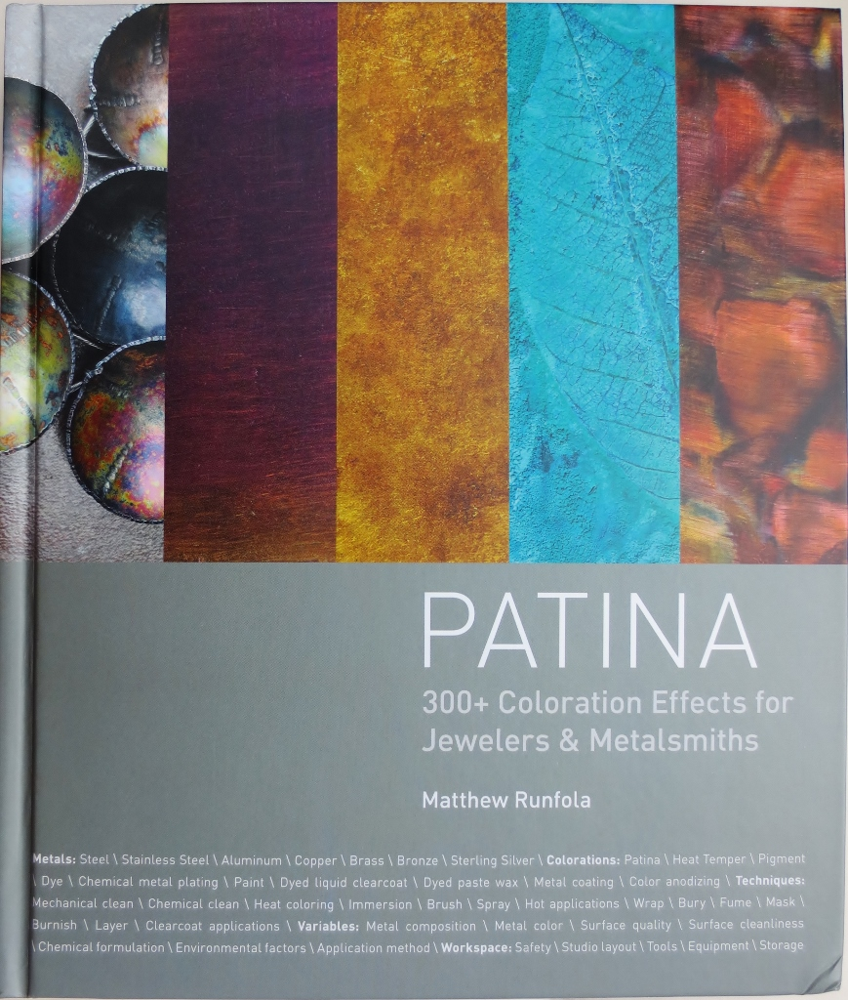 PATINA
300+ Coloration Effects for
Jewelers & Metalsmiths
Matthew Runfola
Metals: Steel \ Stainless Steel \ Aluminum \ Copper \ Brass \ Bronze \ Sterling Silver \ Colorations: Patina \ Heat Temper \ Pigment
\ Dye \ Chemical metal plating \ Paint \ Dyed liquid clearcoat \ Dyed paste wax \ Metal coating \ Color anodizing \ Techniques:
Mechanical clean \ Chemical clean \ Heat coloring \ Immersion \ Brush \ Spray \ Hot applications \ Wrap \ Bury \ Fume \ Mask \
Burnish \ Layer \ Clearcoat applications \ Variables: Metal composition \ Metal color \ Surface quality \ Surface cleanliness
\ Chemical formulation \ Environmental factors \ Application method \ Workspace: Safety \ Studio layout \ Tools \ Equipment \ Storage